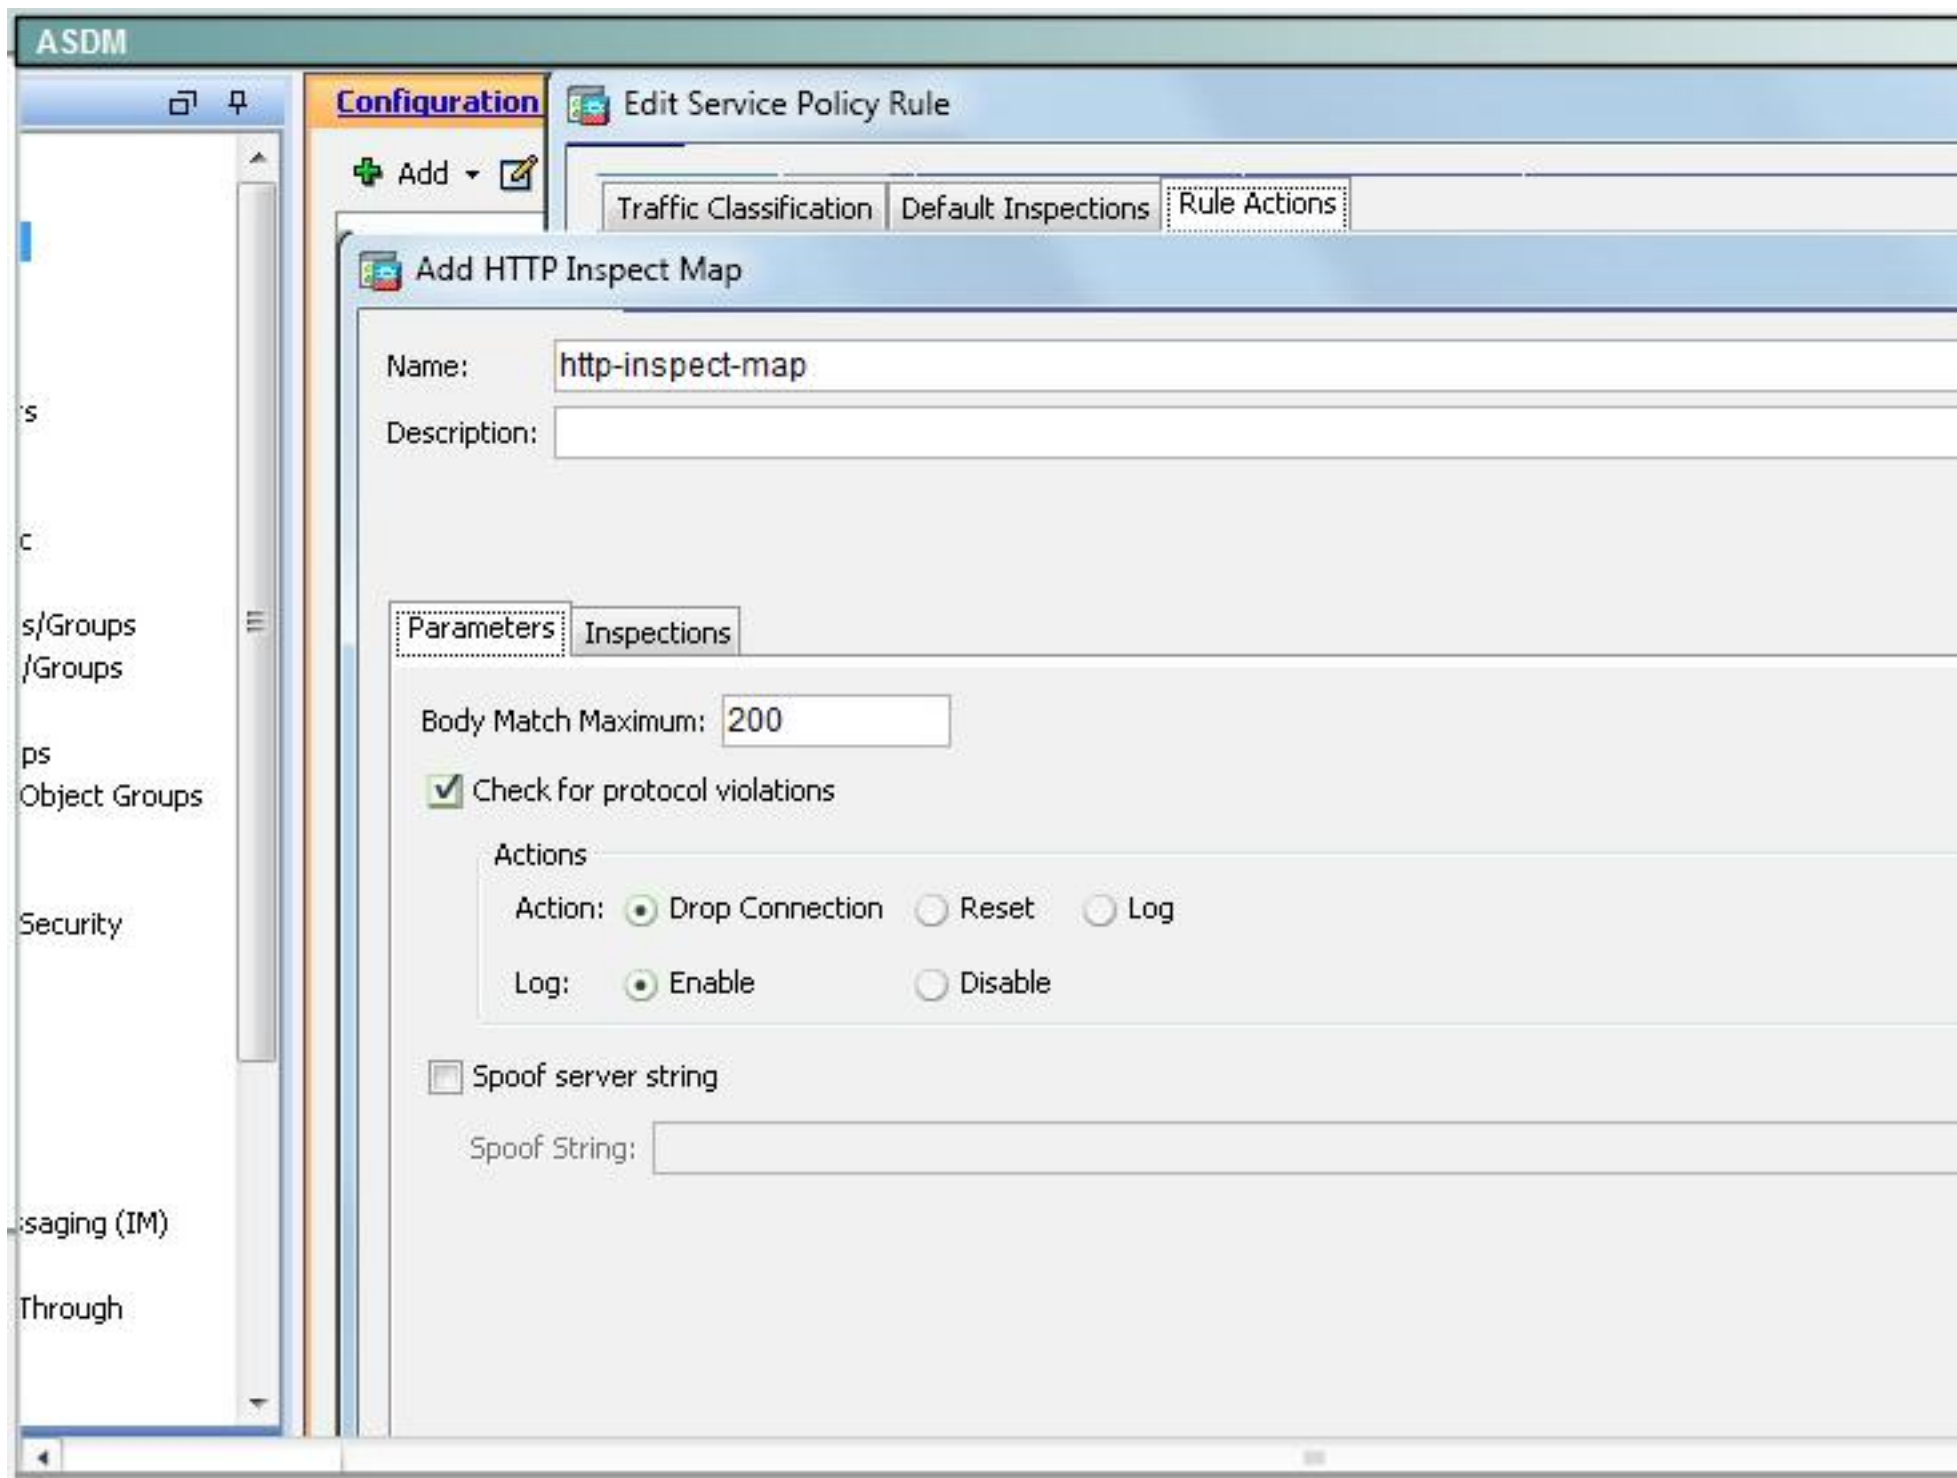 ASDM
Configuration
Add
Edit Service Policy Rule
Traffic Classification
Default Inspections
Rule Actions
Add HTTP Inspect Map
Name:
http-inspect-map
Description:
Parameters
Inspections
Body Match Maximum:
200
Check for protocol violations
Actions
Action:
Drop Connection
Reset
Log
Log:
Enable
Disable
Spoof server string
Spoof String:
's
c
s/Groups
/Groups
ps
Object Groups
Security
saging (IM)
Through